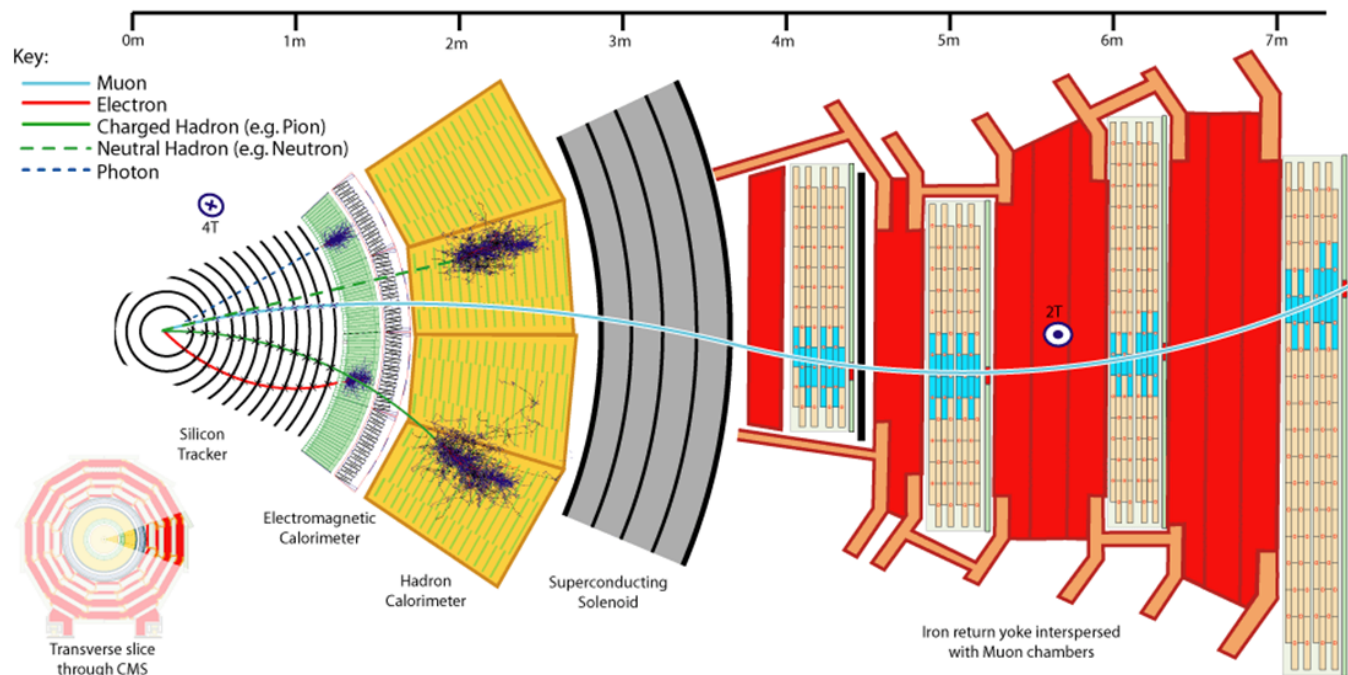 0m 1m 2m 3m 4m 5m 6m 7m
Key:
Muon
Electron
Charged Hadron (e.g. Pion)
Neutral Hadron (e.g. Neutron)
Photon
4T
2T
Silicon
Tracker
Electromagnetic
Calorimeter
Hadron
Calorimeter
Superconducting
Solenoid
Iron return yoke interspersed
with Muon chambers
Transverse slice
through CMS